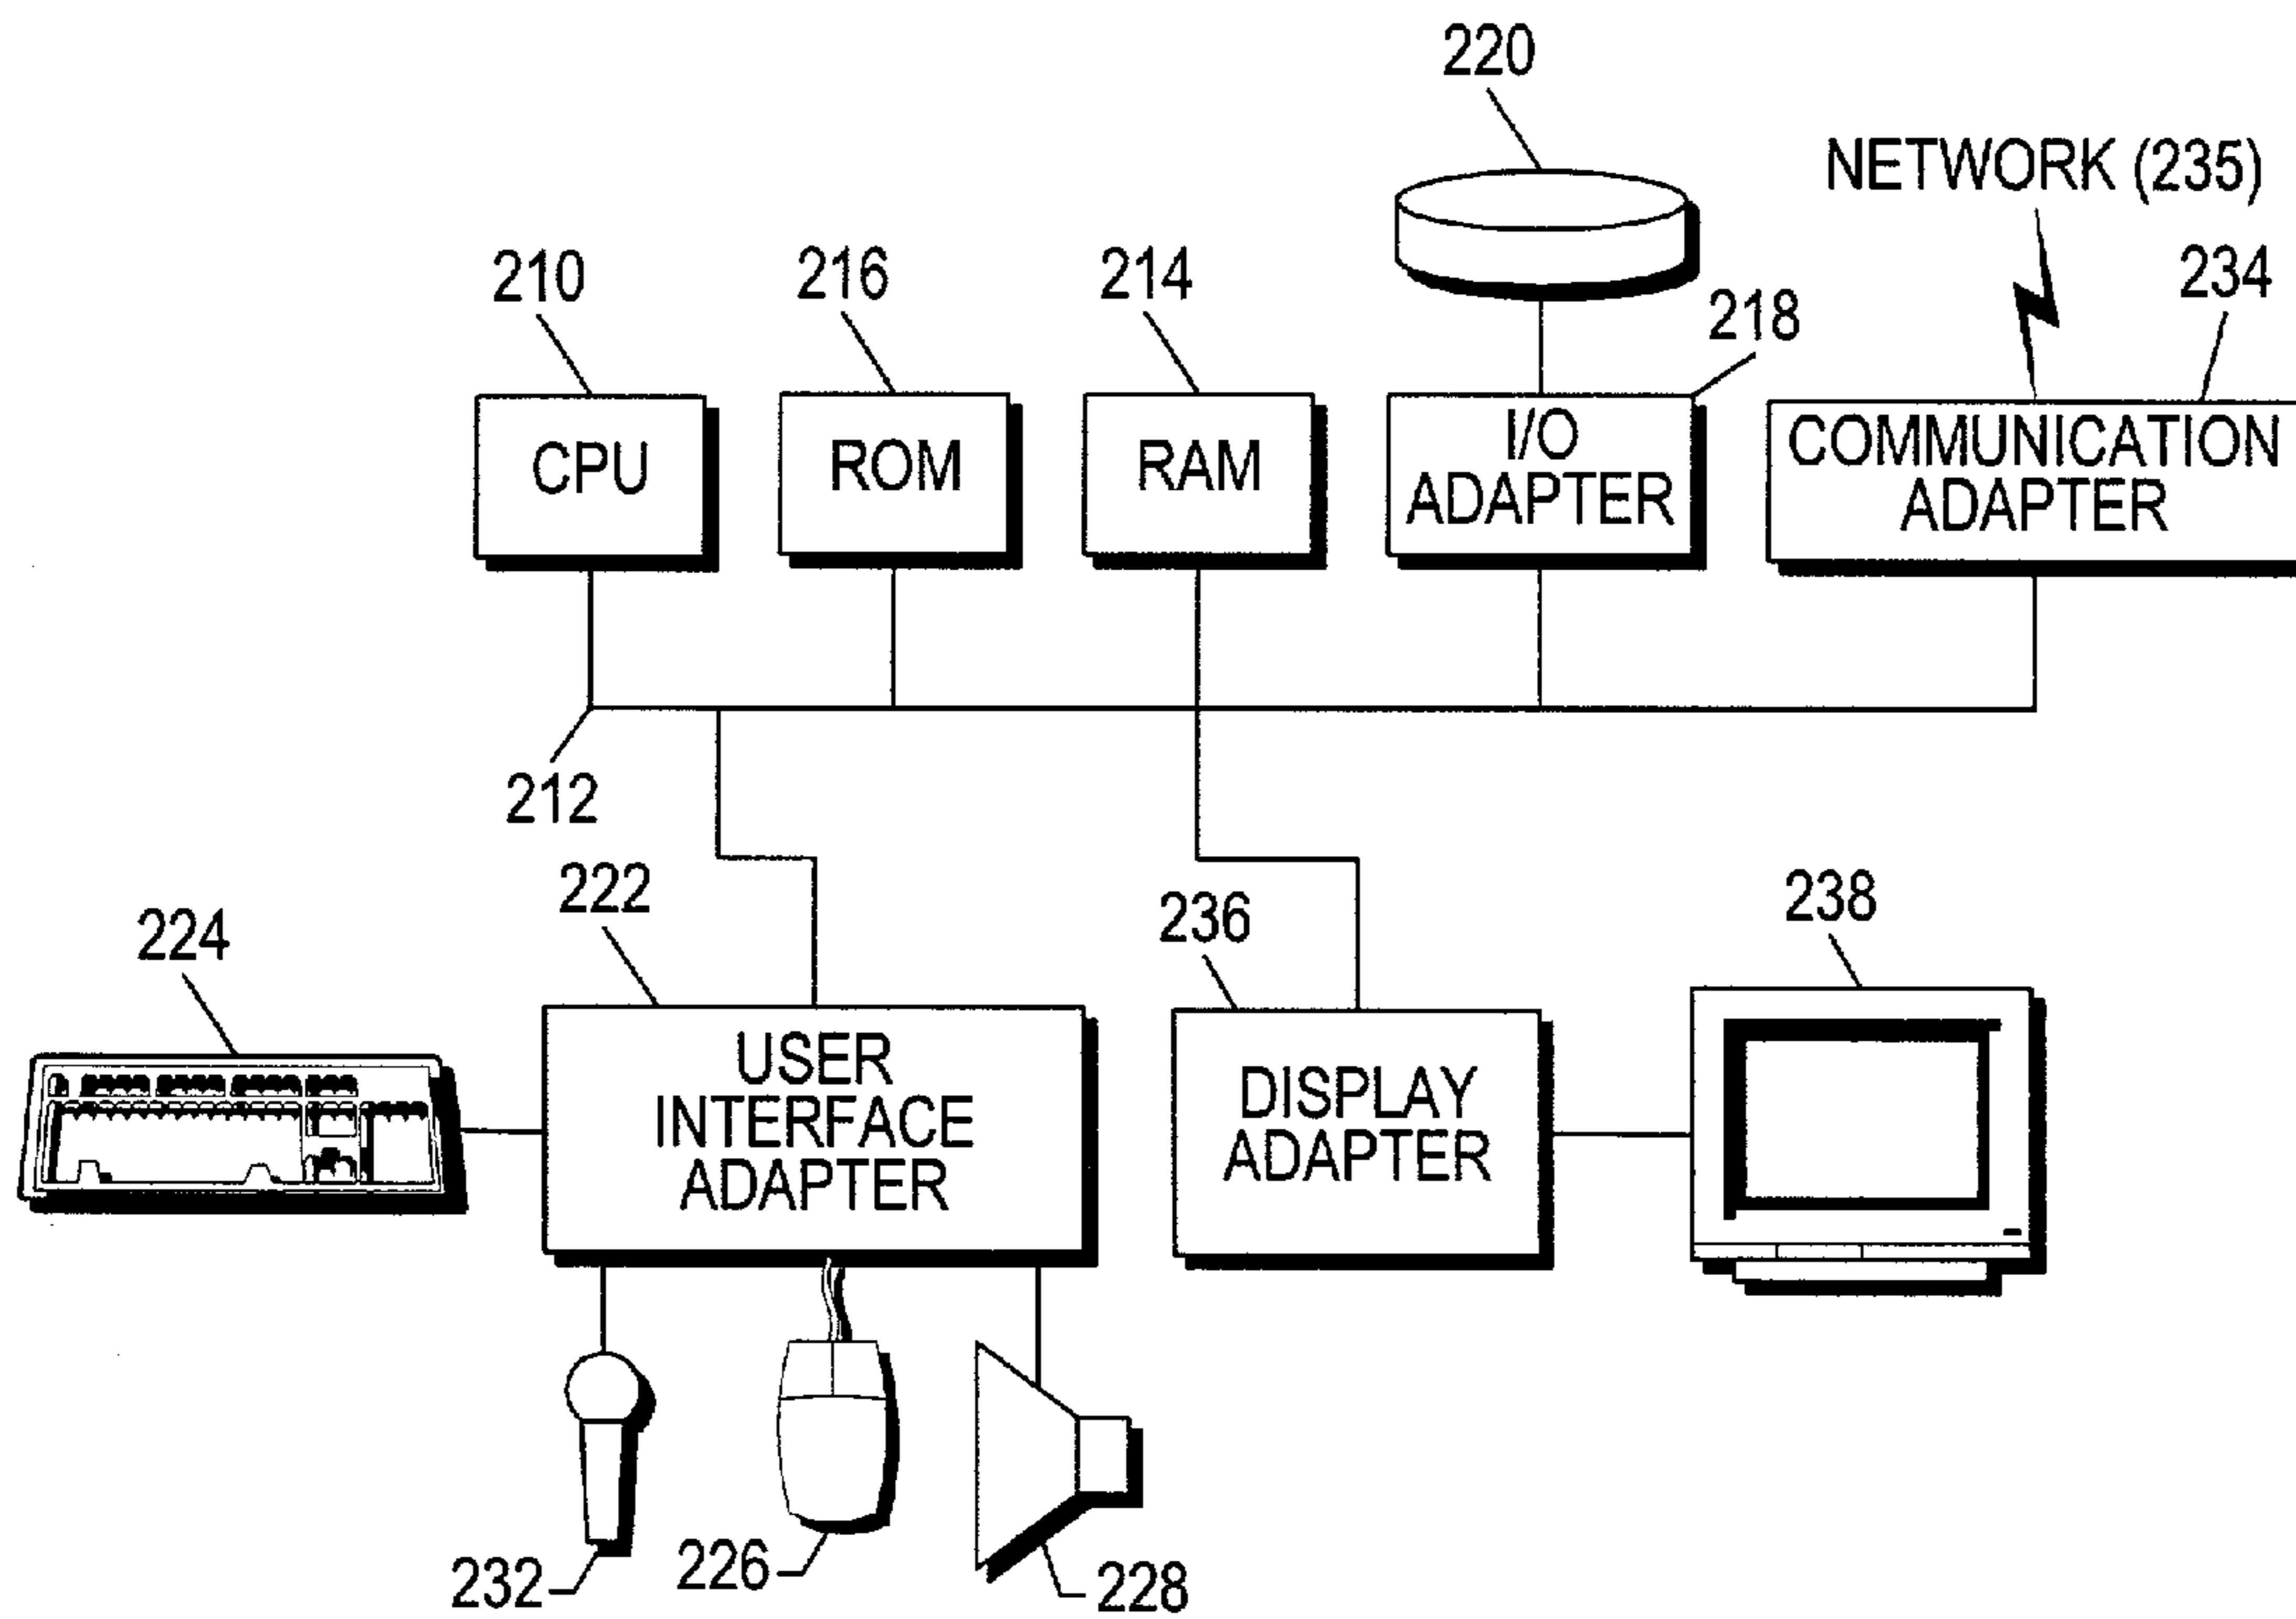 220
NETWORK (235)
210
216
214
218
234
CPU
ROM
RAM
I/O
ADAPTER
COMMUNICATION
ADAPTER
212
222
224
236
238
USER
INTERFACE
ADAPTER
DISPLAY
ADAPTER
232
226
228